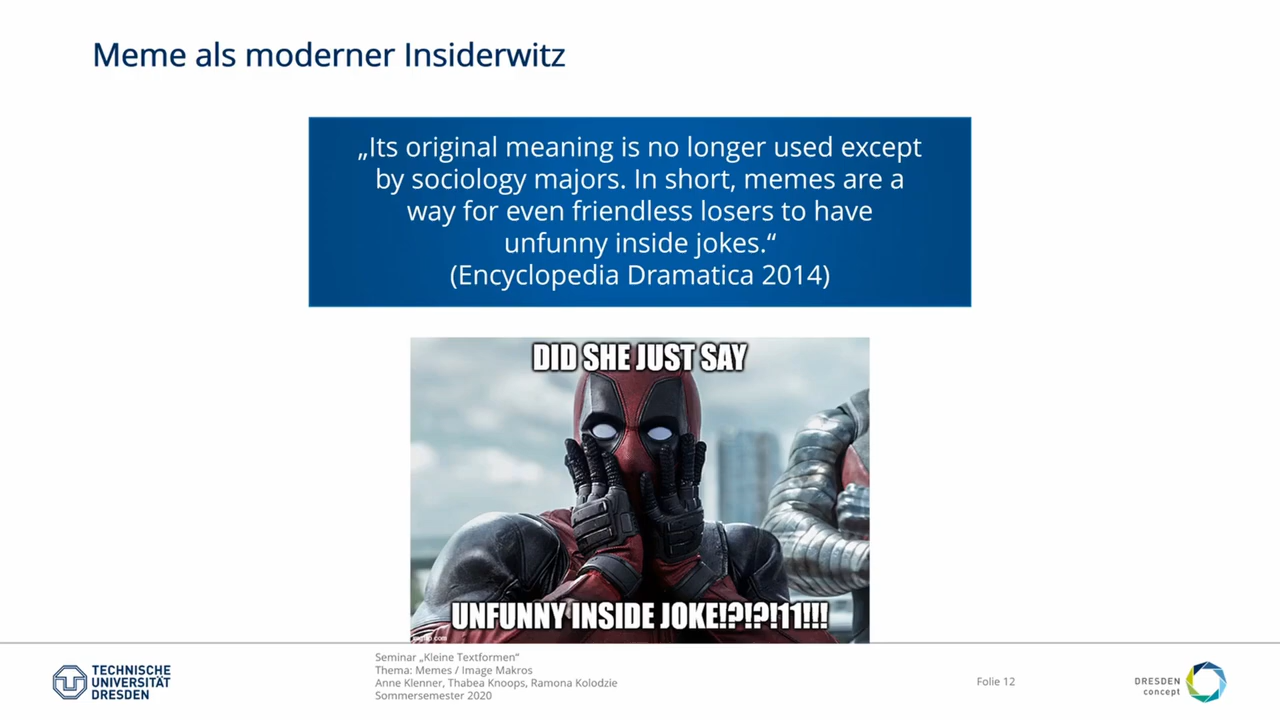 Meme als moderner Insiderwitz
„Its original meaning is no longer used except
by sociology majors. In short, memes are a
way for even friendless losers to have
unfunny inside jokes.“
(Encyclopedia Dramatica 2014)
DID SHE JUST SAY
UNFUNNY INSIDE JOKE!?!?!11!!!
imgflip.com
TECHNISCHE
UNIVERSITÄT
DRESDEN
Seminar „Kleine Textformen“
Thema: Memes / Image Makros
Anne Klenner, Thabea Knoops, Ramona Kolodzie
Sommersemester 2020
Folie 12
DRESDEN
concept